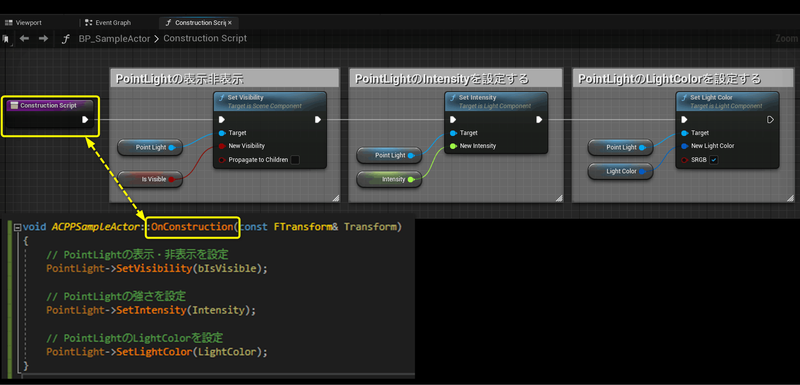 Viewport
Event Graph
Construction Scrip
BP_SampleActor > Construction Script
Zoom
PointLightの表示非表示
PointLightのIntensityを設定する
PointLightのLightColorを設定する
Construction Script
Set Visibility
Target is Scene Component
Target
New Visibility
Propagate to Children
Point Light
Is Visible
Set Intensity
Target is Light Component
Target
New Intensity
Point Light
Intensity
Set Light Color
Target is Light Component
Target
New Light Color
SRGB
Point Light
Light Color
void ACPPSampleActor::OnConstruction(const FTransform& Transform)
{
// PointLightの表示・非表示を設定
PointLight->SetVisibility(bIsVisible);
// PointLightの強さを設定
PointLight->SetIntensity(Intensity);
// PointLightのLightColorを設定
PointLight->SetLightColor(LightColor);
}